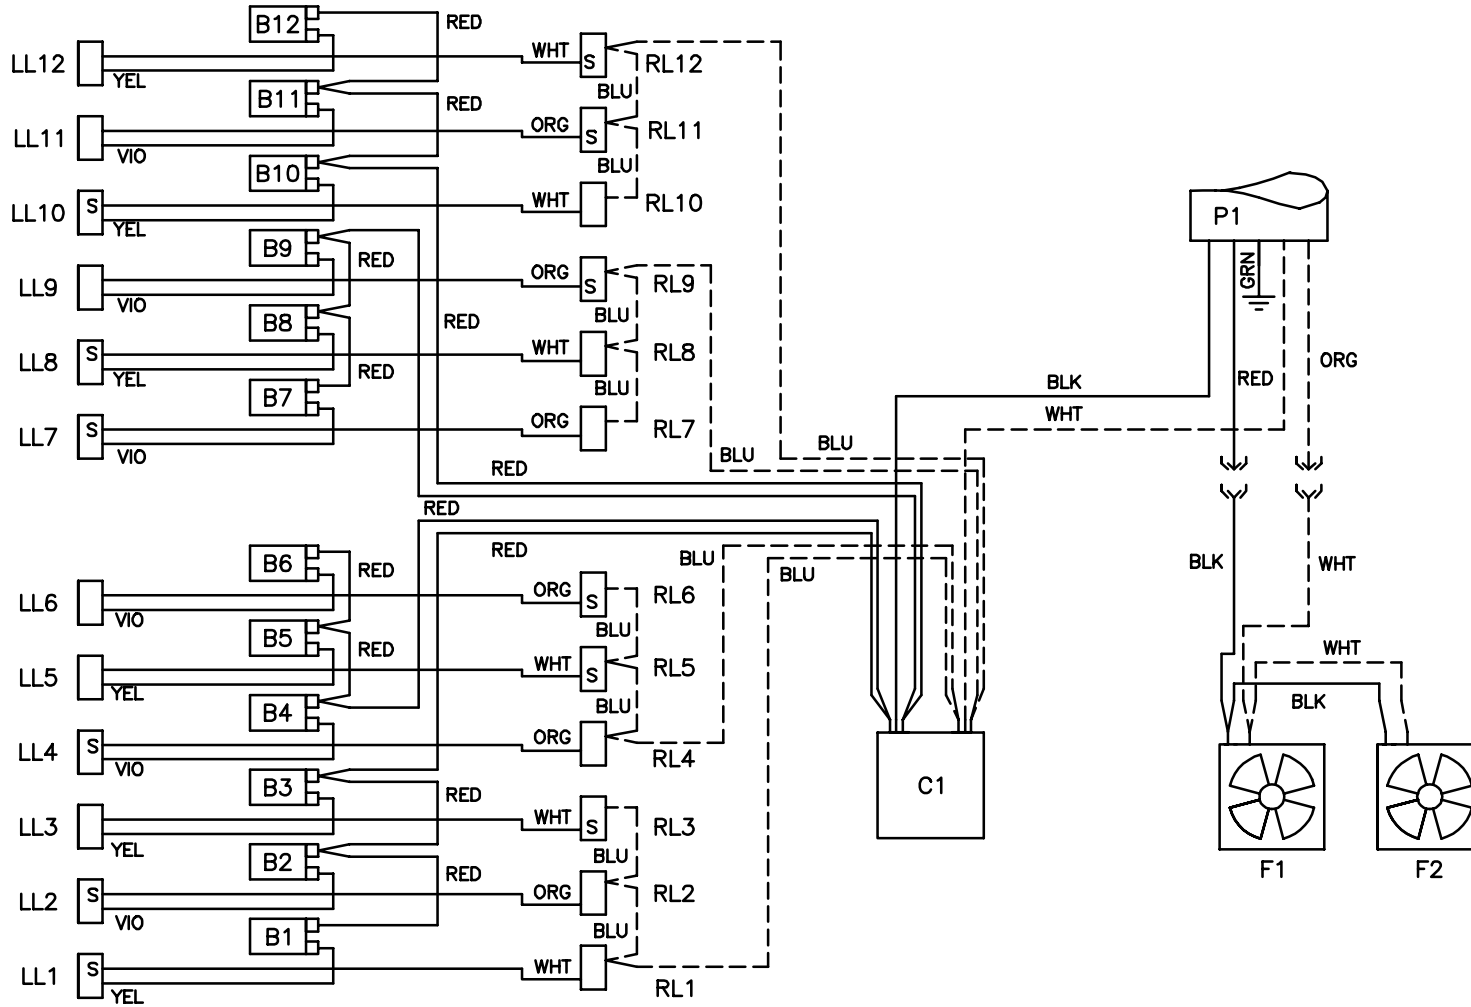 B12 RED
LL12 WHT S RL12
YEL
B11 RED BLU
LL11 ORG S RL11
VIO
B10 BLU
LL10 S WHT RL10 P1
YEL
B9 RED GRN
LL9 ORG S RL9
VIO
B8 RED BLU
LL8 S WHT RL8 ORG
YEL RED RED
B7 BLU BLK
LL7 S ORG RL7 WHT
VIO BLU BLU
RED
RED
RED BLU
B6 RED BLU BLK WHT
LL6 ORG S RL6
VIO
B5 RED BLU
LL5 WHT S RL5 WHT
YEL
B4 BLU BLK
LL4 S ORG RL4
VIO
B3 RED C1
LL3 WHT S RL3
YEL
B2 RED BLU F1 F2
LL2 S ORG RL2
VIO
B1 BLU
LL1 S WHT RL1
YEL